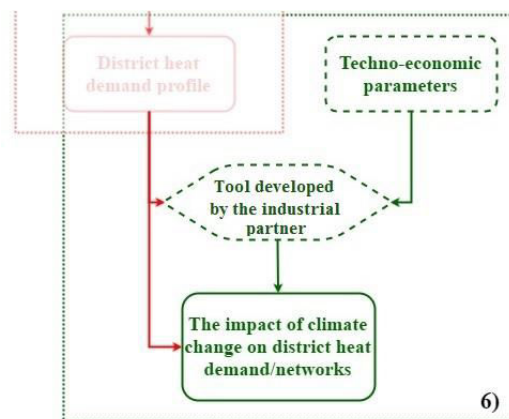 District heat
demand profile
Techno-economic
parameters
Tool developed
by the industrial
partner
The impact of climate
change on district heat
demand/networks
6)